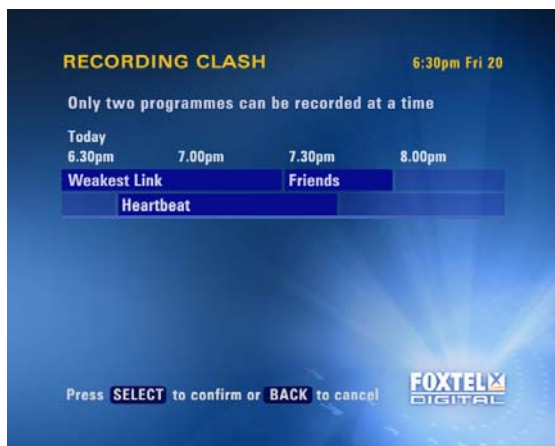 RECORDING CLASH 6:30pm Fri 20
Only two programmes can be recorded at a time
Today
6.30pm 7.00pm 7.30pm 8.00pm
Weakest Link Friends
Heartbeat
Press SELECT to confirm or BACK to cancel
FOXTEL
DIGITAL